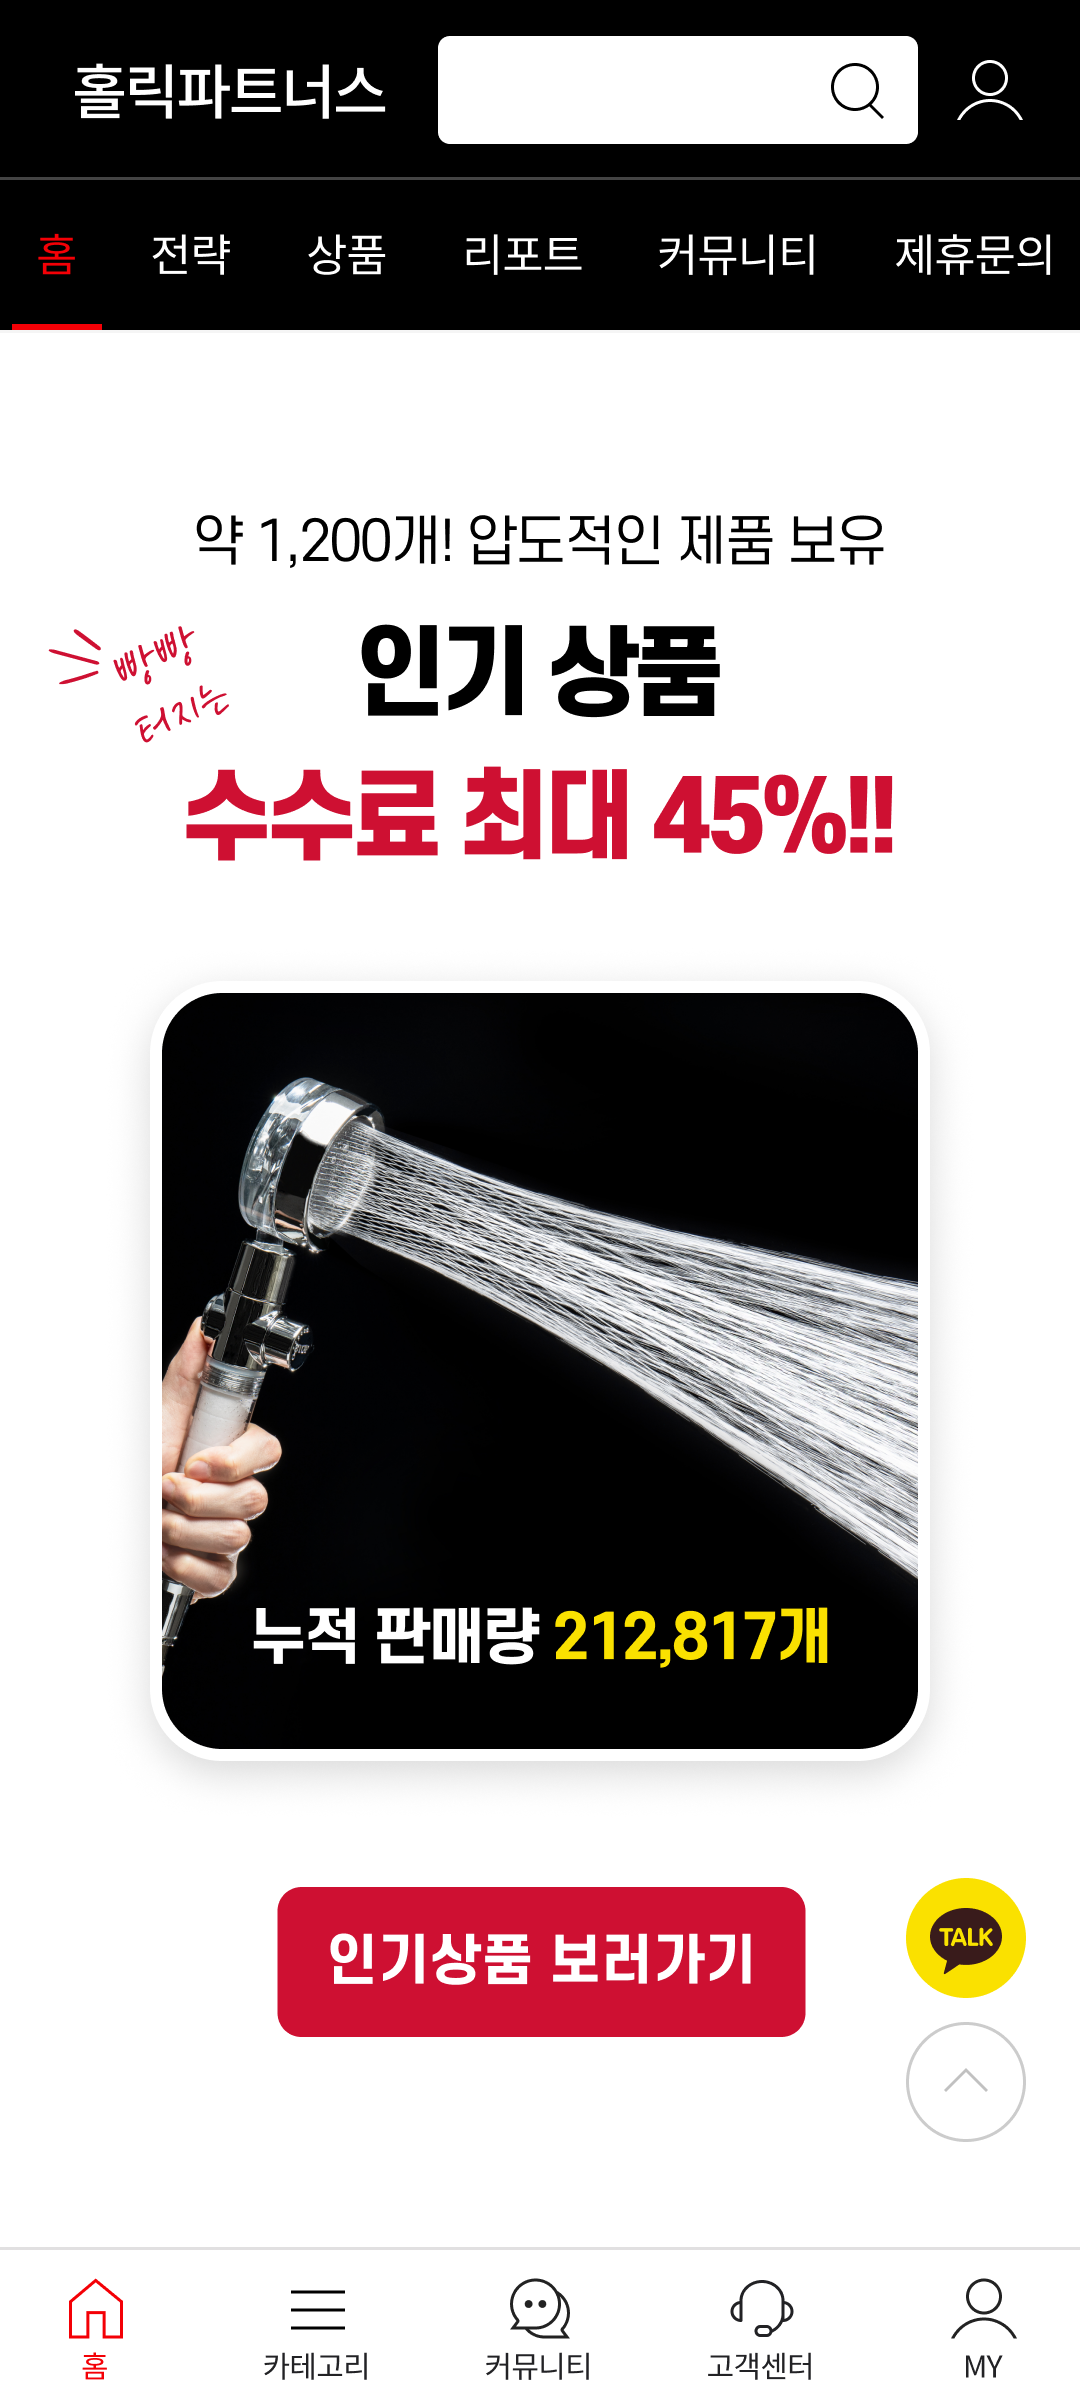 홀릭파트너스
홈 전략 상품 리포트 커뮤니티 제휴문의
약 1,200개! 압도적인 제품 보유
빵빵
터지는
인기 상품
수수료 최대 45%!!
누적 판매량 212,817개
인기상품 보러가기
TALK
홈 카테고리 커뮤니티 고객센터 MY